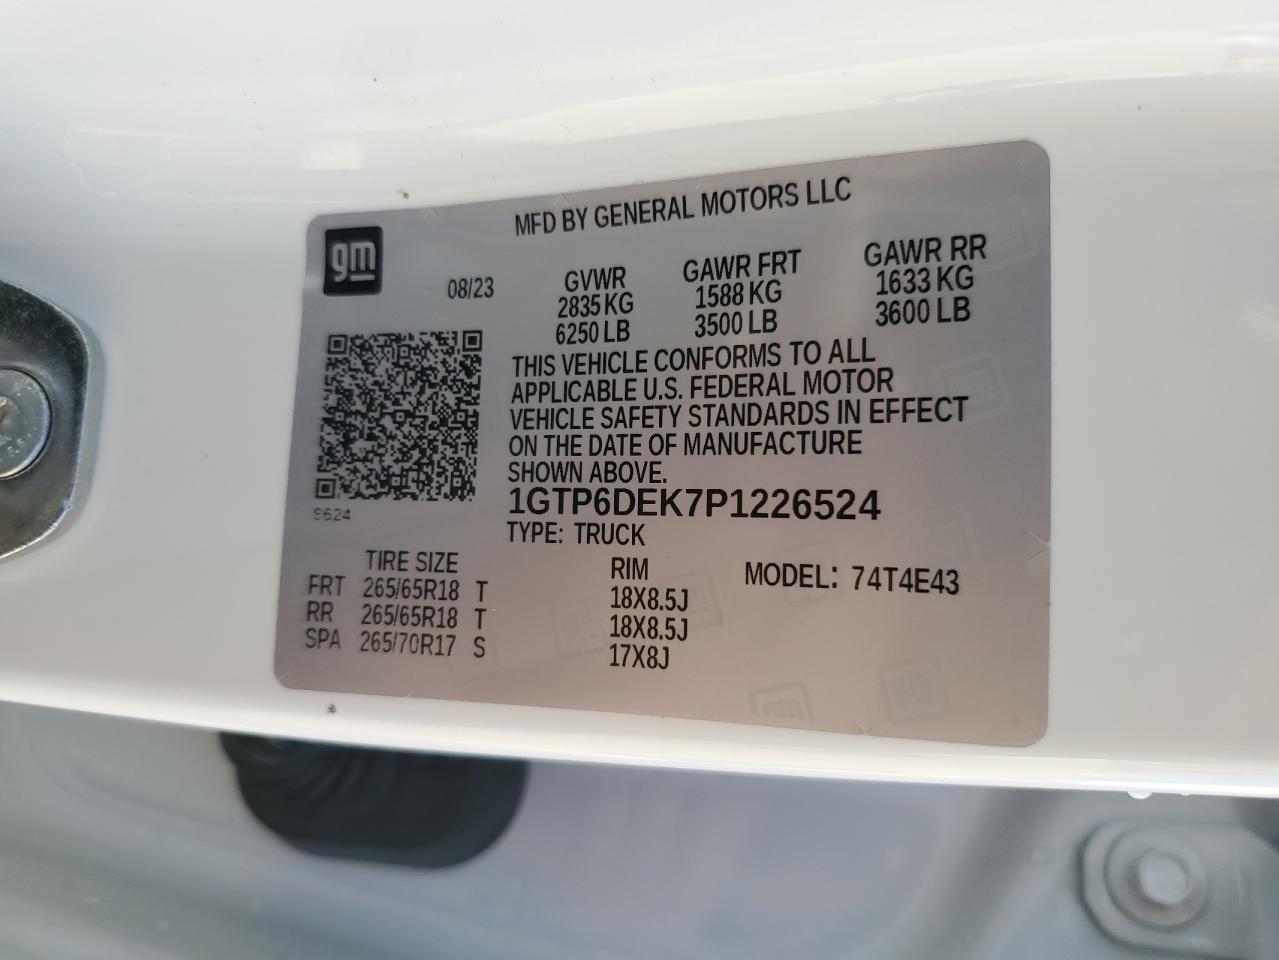 MFD BY GENERAL MOTORS LLC
gm
08/23
GVWR GAWR FRT GAWR RR
2835 KG 1588 KG 1633 KG
6250 LB 3500 LB 3600 LB
THIS VEHICLE CONFORMS TO ALL
APPLICABLE U.S. FEDERAL MOTOR
VEHICLE SAFETY STANDARDS IN EFFECT
ON THE DATE OF MANUFACTURE
SHOWN ABOVE.
1GTP6DEK7P1226524
9624
TYPE: TRUCK
TIRE SIZE RIM MODEL: 74T4E43
FRT 265/65R18 T 18X8.5J
RR 265/65R18 T 18X8.5J
SPA 265/70R17 S 17X8J